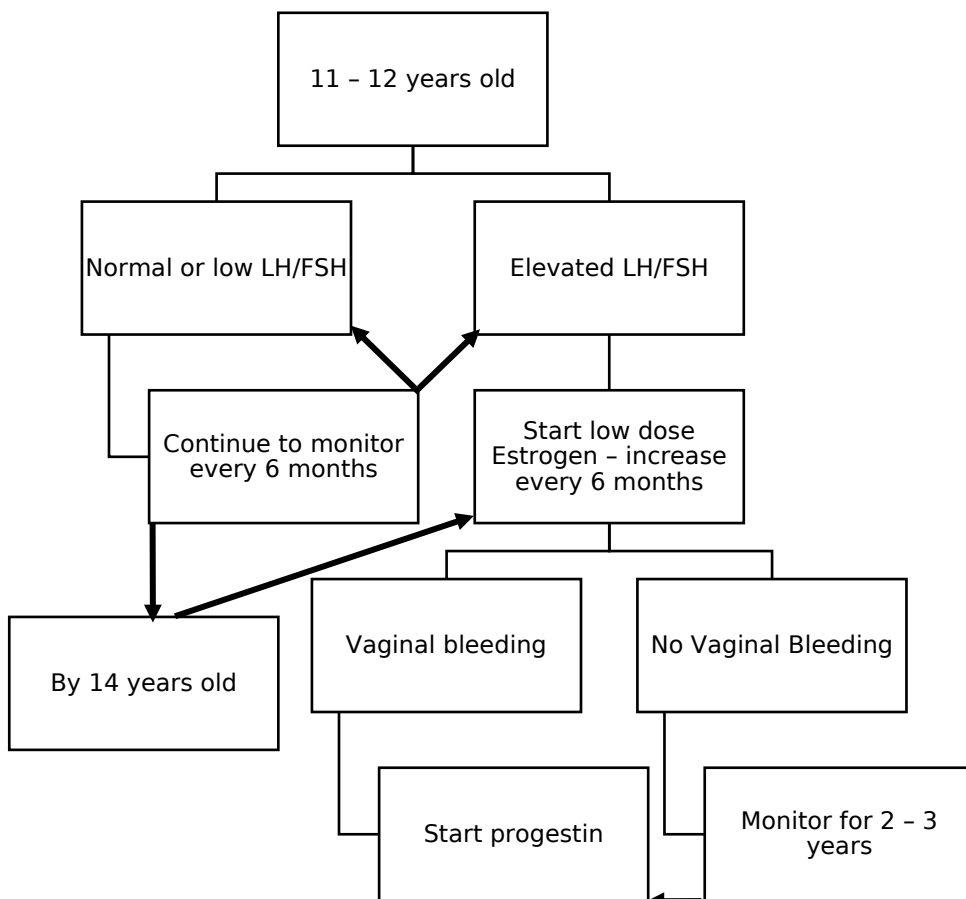 11 – 12 years old
Normal or low LH/FSH
Elevated LH/FSH
Continue to monitor
every 6 months
Start low dose
Estrogen – increase
every 6 months
By 14 years old
Vaginal bleeding
No Vaginal Bleeding
Start progestin
Monitor for 2 – 3
years